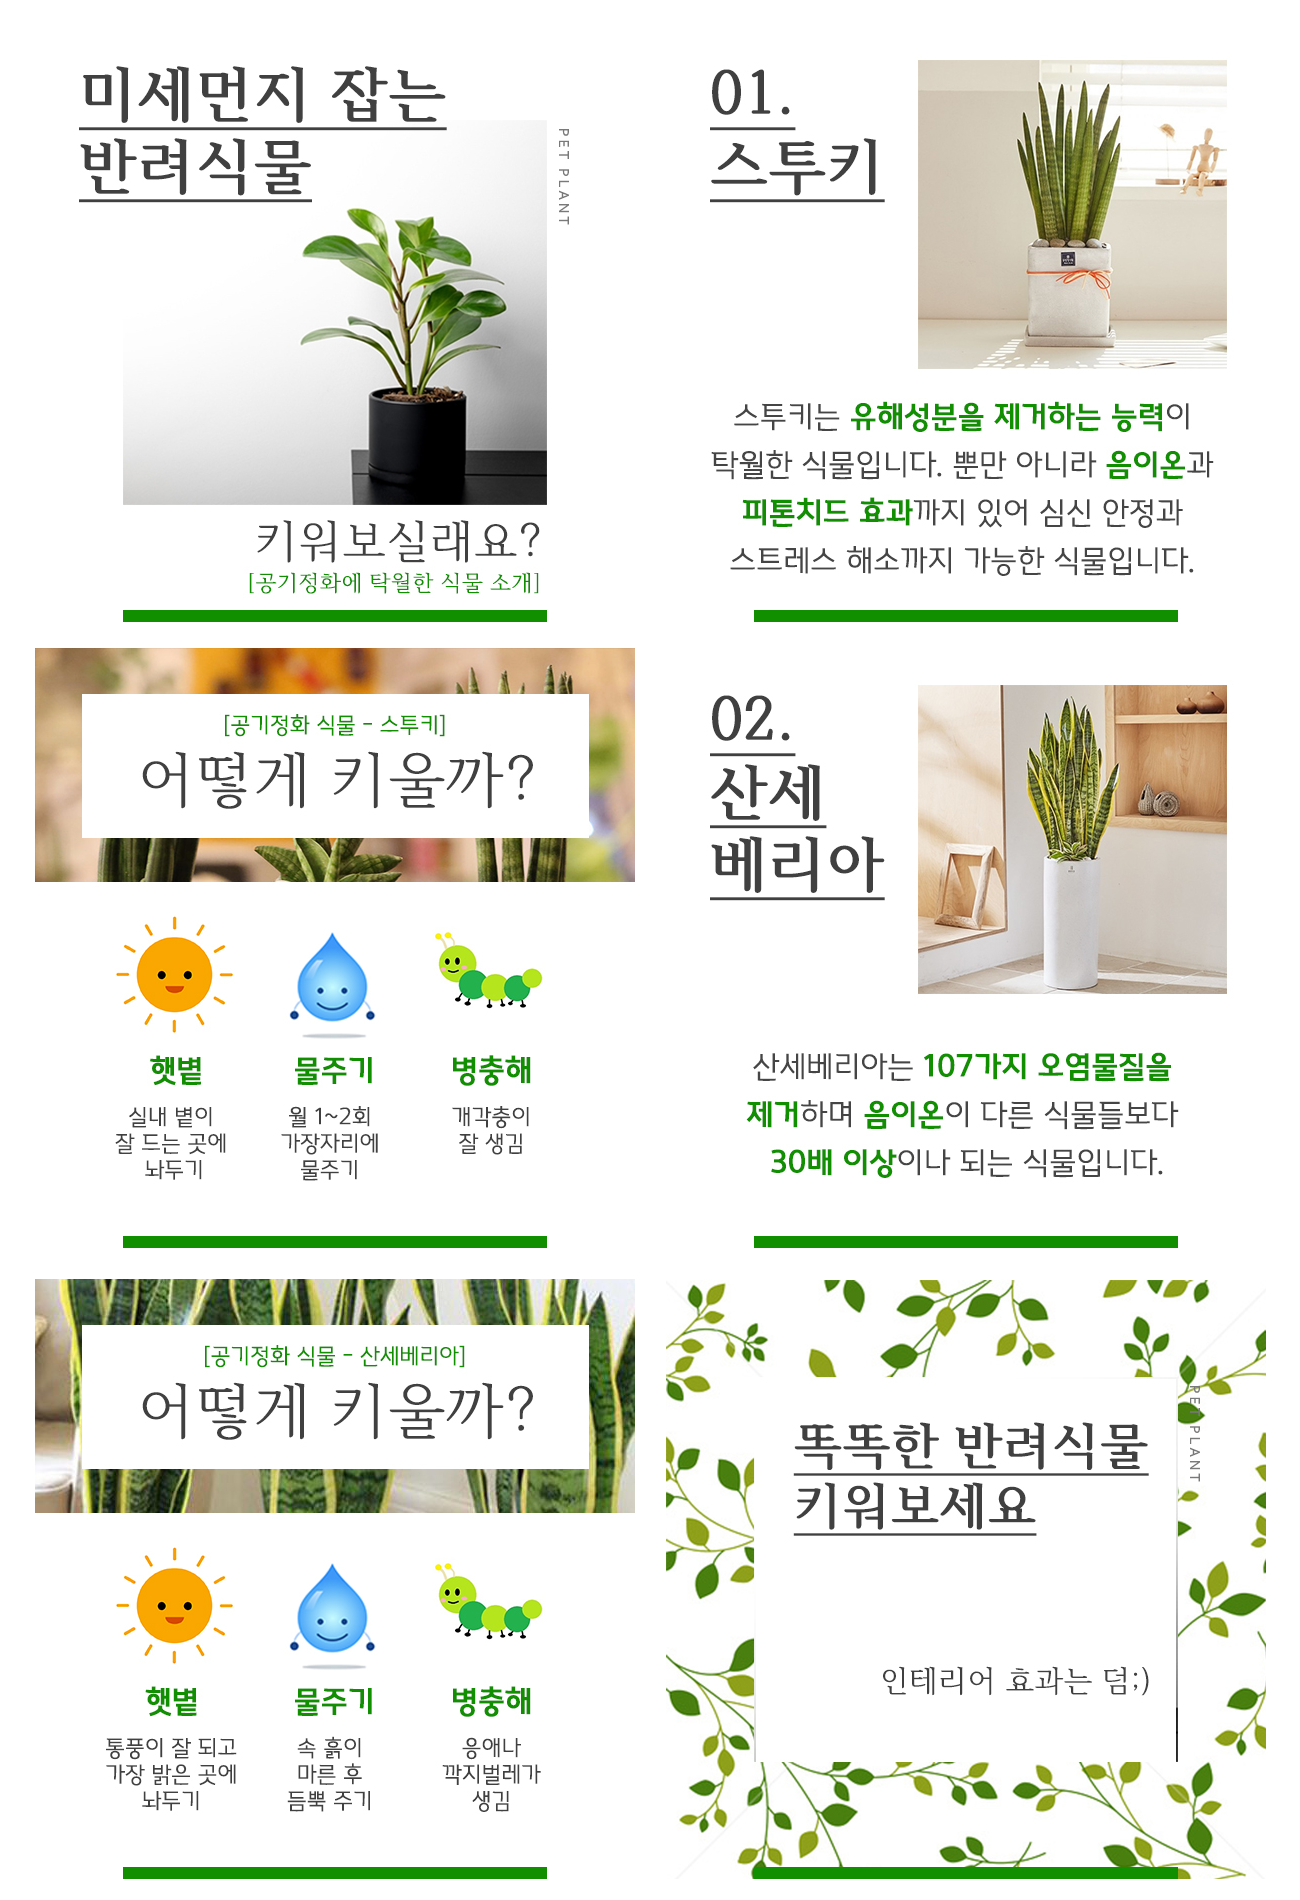 미세먼지 잡는
반려식물
PET PLANT
키워보실래요?
[공기정화에 탁월한 식물 소개]
01.
스투키
스투키는 유해성분을 제거하는 능력이
탁월한 식물입니다. 뿐만 아니라 음이온과
피톤치드 효과까지 있어 심신 안정과
스트레스 해소까지 가능한 식물입니다.
[공기정화 식물 - 스투키]
어떻게 키울까?
햇볕
실내 볕이
잘 드는 곳에
놔두기
물주기
월 1~2회
가장자리에
물주기
병충해
개각충이
잘 생김
02.
산세
베리아
산세베리아는 107가지 오염물질을
제거하며 음이온이 다른 식물들보다
30배 이상이나 되는 식물입니다.
[공기정화 식물 - 산세베리아]
어떻게 키울까?
햇볕
통풍이 잘 되고
가장 밝은 곳에
놔두기
물주기
속 흙이
마른 후
듬뿍 주기
병충해
응애나
깍지벌레가
생김
PET PLANT
똑똑한 반려식물
키워보세요
인테리어 효과는 덤;)